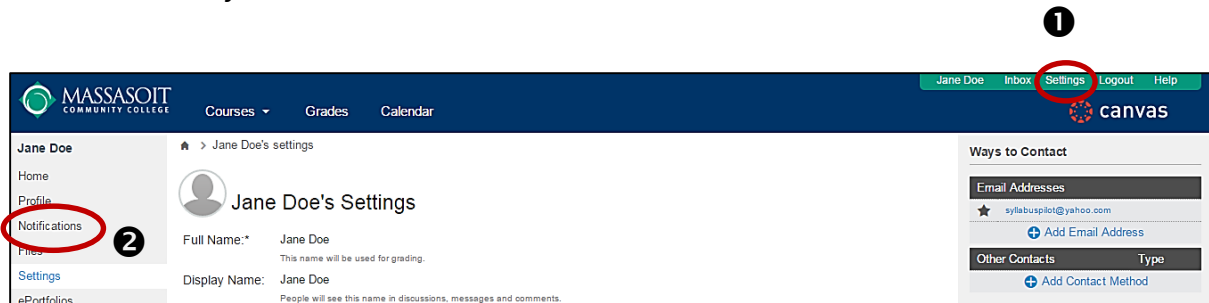 ❶
Jane Doe Inbox Settings Logout Help
MASSASOIT
COMMUNITY COLLEGE
Courses Grades Calendar
canvas
Jane Doe
Home
Profile
Notifications
❷
Files
Settings
ePortfolios
Jane Doe's settings
Jane Doe's Settings
Full Name:* Jane Doe
This name will be used for grading.
Display Name: Jane Doe
People will see this name in discussions, messages and comments.
Ways to Contact
Email Addresses
syllabuspilot@yahoo.com
Add Email Address
Other Contacts Type
Add Contact Method